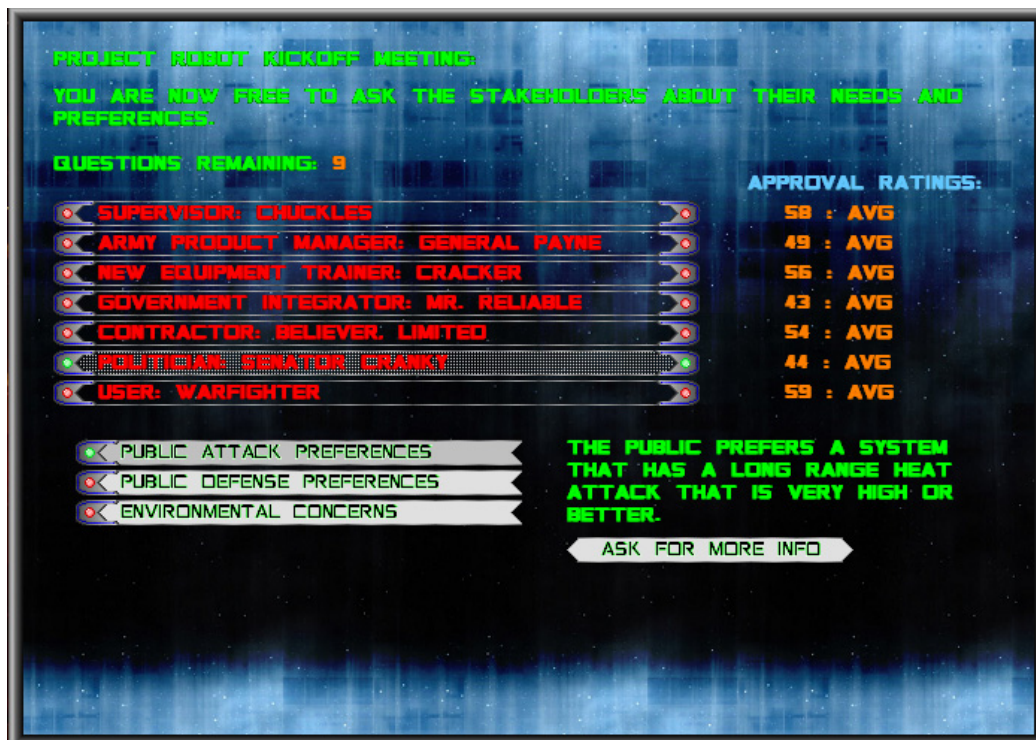 PROJECT ROBOT KICKOFF MEETING:
YOU ARE NOW FREE TO ASK THE STAKEHOLDERS ABOUT THEIR NEEDS AND
PREFERENCES.
QUESTIONS REMAINING: 9
APPROVAL RATINGS:
SUPERVISOR: CHUCKLES 58 : AVG
ARMY PRODUCT MANAGER: GENERAL PAYNE 49 : AVG
NEW EQUIPMENT TRAINER: CRACKER 56 : AVG
GOVERNMENT INTEGRATOR: MR. RELIABLE 43 : AVG
CONTRACTOR: BELIEVER, LIMITED 54 : AVG
POLITICIAN: SENATOR CRANKY 44 : AVG
USER: WARFIGHTER 59 : AVG
PUBLIC ATTACK PREFERENCES
PUBLIC DEFENSE PREFERENCES
ENVIRONMENTAL CONCERNS
THE PUBLIC PREFERS A SYSTEM
THAT HAS A LONG RANGE HEAT
ATTACK THAT IS VERY HIGH OR
BETTER.
ASK FOR MORE INFO